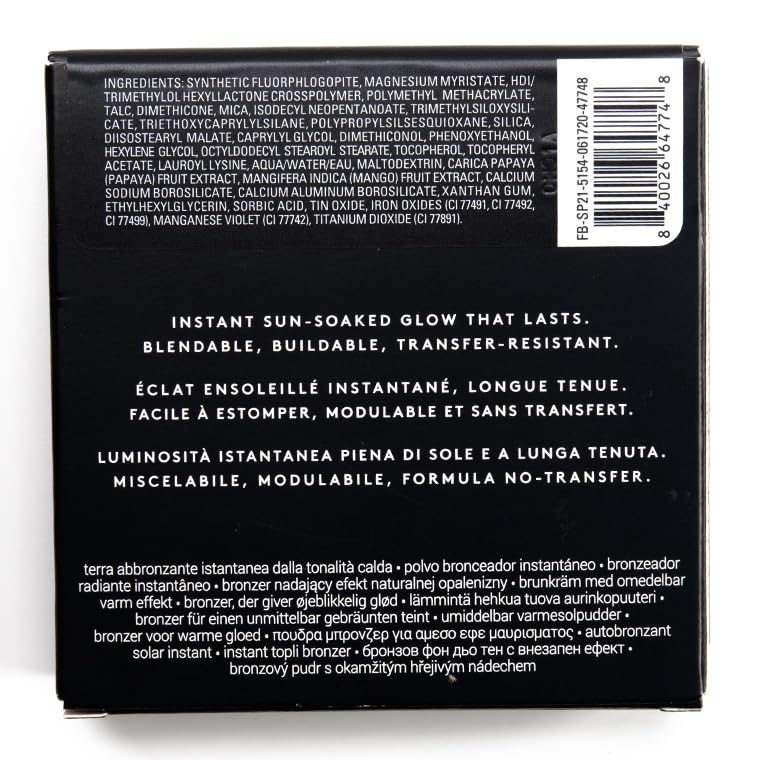 INGREDIENTS: SYNTHETIC FLUORPHLOGOPITE, MAGNESIUM MYRISTATE, HDI/
TRIMETHYLOL HEXYLLACTONE CROSSPOLYMER, POLYMETHYL METHACRYLATE,
TALC, DIMETHICONE, MICA, ISODECYL NEOPENTANOATE, TRIMETHYLSILOXYSILI-
CATE, TRIETHOXYCAPRYLYLSILANE, POLYPROPYLSILSESQUIOXANE, SILICA,
DIISOSTEARYL MALATE, CAPRYLYL GLYCOL, DIMETHICONOL, PHENOXYETHANOL,
HEXYLENE GLYCOL, OCTYLDODECYL STEAROYL STEARATE, TOCOPHEROL, TOCOPHERYL
ACETATE, LAUROYL LYSINE, AQUA/WATER/EAU, MALTODEXTRIN, CARICA PAPAYA
(PAPAYA) FRUIT EXTRACT, MANGIFERA INDICA (MANGO) FRUIT EXTRACT, CALCIUM
SODIUM BOROSILICATE, CALCIUM ALUMINUM BOROSILICATE, XANTHAN GUM,
ETHYLHEXYLGLYCERIN, SORBIC ACID, TIN OXIDE, IRON OXIDES (CI 77491, CI 77492,
CI 77499), MANGANESE VIOLET (CI 77742), TITANIUM DIOXIDE (CI 77891).
FB-SP21-5154-061720-47748
8 40026 64774 8
INSTANT SUN-SOAKED GLOW THAT LASTS.
BLENDABLE, BUILDABLE, TRANSFER-RESISTANT.
ÉCLAT ENSOLEILLÉ INSTANTANÉ, LONGUE TENUE.
FACILE À ESTOMPER, MODULABLE ET SANS TRANSFERT.
LUMINOSITÀ ISTANTANEA PIENA DI SOLE E A LUNGA TENUTA.
MISCELABILE, MODULABILE, FORMULA NO-TRANSFER.
terra abbronzante istantanea dalla tonalità calda • polvo bronceador instantáneo • bronzeador
radiante instantâneo • bronzer nadający efekt naturalnej opalenizny • brunkräm med omedelbar
varm effekt • bronzer, der giver øjeblikkelig glød • lämmintä hehkua tuova aurinkopuuteri •
bronzer für einen unmittelbar gebräunten teint • umiddelbar varmesolpudder •
bronzer voor warme gloed • πουδρα μπρονζερ για αμεσο εφε μαυρισματος • autobronzant
solar instant • instant topli bronzer • бронзов фон дьо тен с внезапен ефект •
bronzový pudr s okamžitým hřejivým nádechem